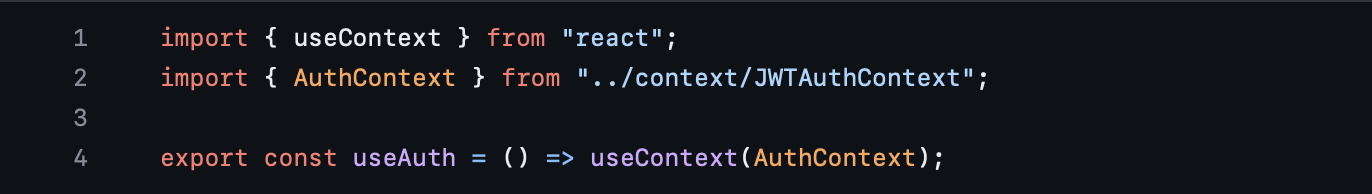 1 import { useContext } from "react";
2 import { AuthContext } from "../context/JWTAuthContext";
3
4 export const useAuth = () => useContext(AuthContext);